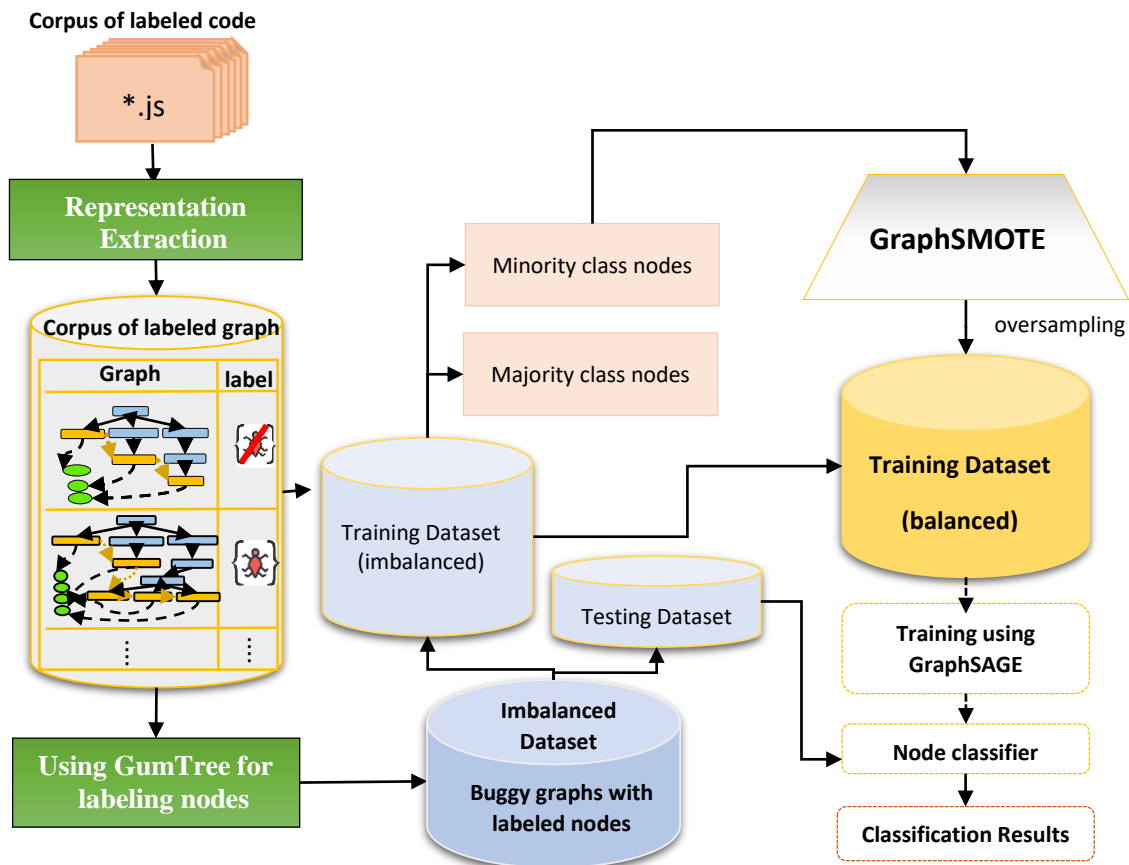 Corpus of labeled code
*.js
Representation
Extraction
Corpus of labeled graph
Graph
label
Using GumTree for
labeling nodes
Minority class nodes
Majority class nodes
Training Dataset
(imbalanced)
Testing Dataset
Imbalanced
Dataset
Buggy graphs with
labeled nodes
GraphSMOTE
oversampling
Training Dataset
(balanced)
Training using
GraphSAGE
Node classifier
Classification Results